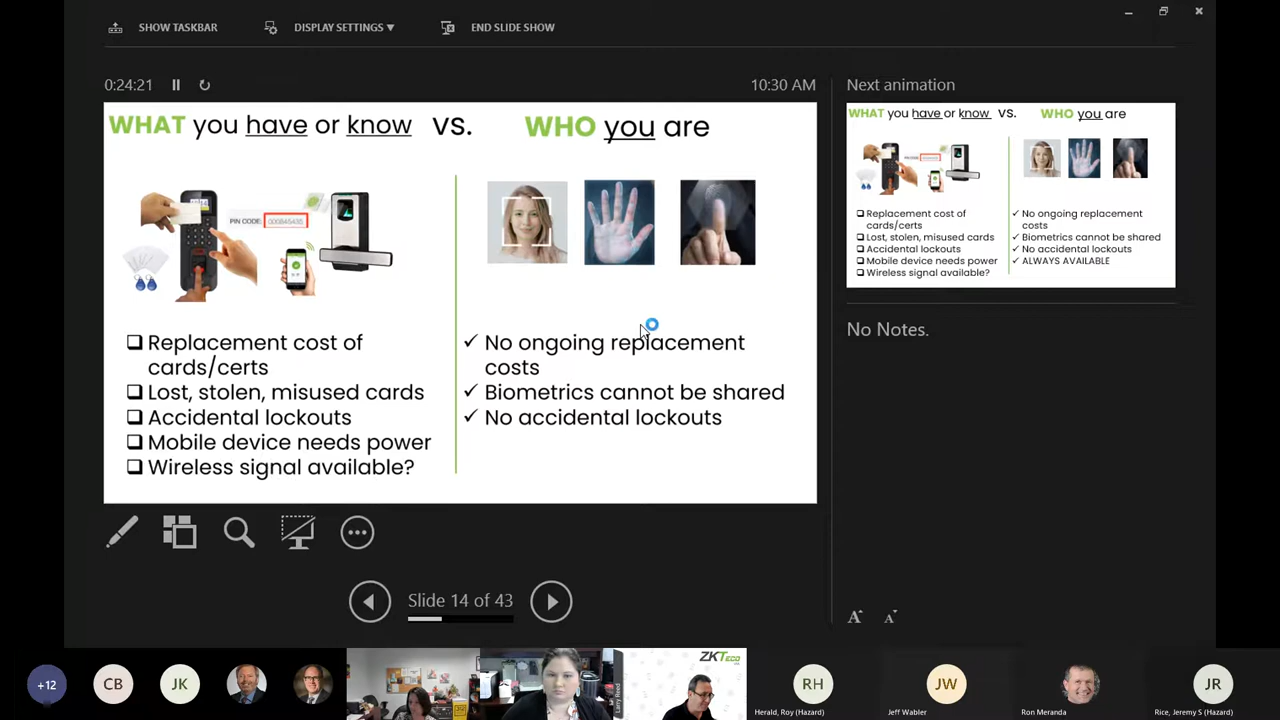 SHOW TASKBAR
DISPLAY SETTINGS ▼
END SLIDE SHOW
0:24:21
10:30 AM
WHAT you have or know VS. WHO you are
PIN CODE:
Replacement cost of
cards/certs
Lost, stolen, misused cards
Accidental lockouts
Mobile device needs power
Wireless signal available?
✓ No ongoing replacement
costs
✓ Biometrics cannot be shared
✓ No accidental lockouts
Next animation
WHAT you have or know VS. WHO you are
Replacement cost of
cards/certs
Lost, stolen, misused cards
Accidental lockouts
Mobile device needs power
Wireless signal available?
✓ No ongoing replacement
costs
✓ Biometrics cannot be shared
✓ No accidental lockouts
✓ ALWAYS AVAILABLE
No Notes.
Slide 14 of 43
A A
+12
CB
JK
Larry Reed
ZKTeco
RH
Herald, Roy (Hazard)
JW
Jeff Wabler
Ron Meranda
JR
Rice, Jeremy S (Hazard)